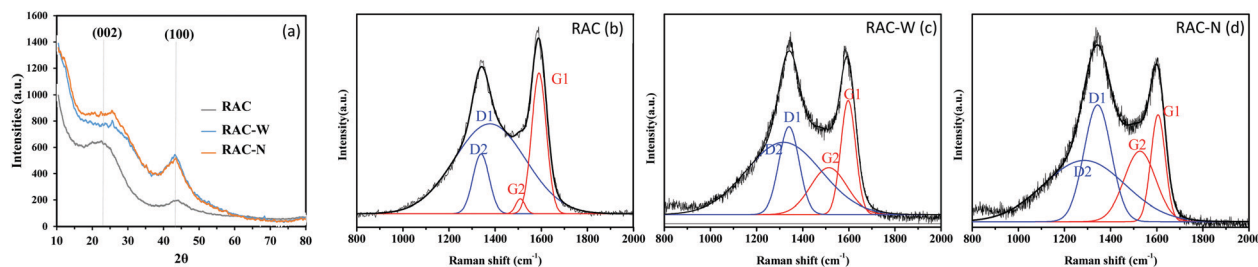 Intensities (a.u.)
1600
1400
1200
1000
800
600
400
200
0
10 20 30 40 50 60 70 80
2θ
(002)
(100)
(a)
RAC
RAC-W
RAC-N
RAC (b)
Intensity(a.u.)
D1
D2
G1
G2
800 1000 1200 1400 1600 1800 2000
Raman shift (cm-1)
RAC-W (c)
Intensity(a.u.)
D1
D2
G1
G2
800 1000 1200 1400 1600 1800 2000
Raman shift (cm-1)
RAC-N (d)
Intensity(a.u.)
D1
D2
G1
G2
800 1000 1200 1400 1600 1800 2000
Raman shift (cm-1)